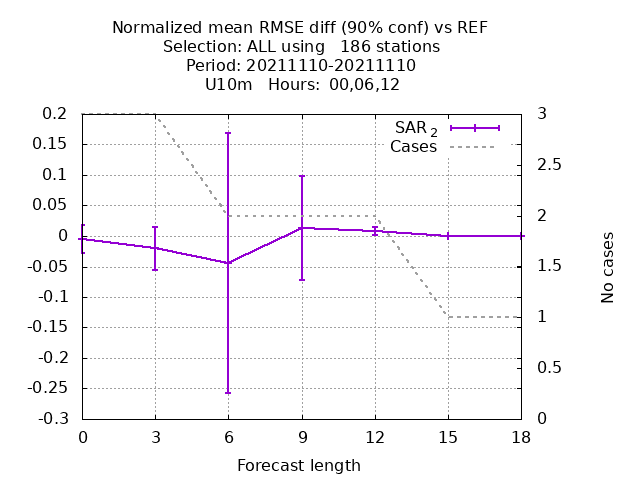 Normalized mean RMSE diff (90% conf) vs REF
Selection: ALL using   186 stations
Period: 20211110-20211110
U10m   Hours:  00,06,12
SAR 2
Cases
0.2
0.15
0.1
0.05
0
-0.05
-0.1
-0.15
-0.2
-0.25
-0.3
3
2.5
2
1.5
1
0.5
0
No cases
0 3 6 9 12 15 18
Forecast length